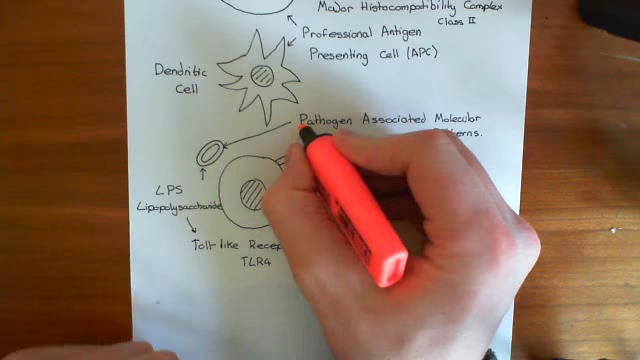 Major Histocompatibility Complex
Class II
Professional Antigen
Presenting Cell (APC)
Dendritic
Cell
Pathogen Associated Molecular
LPS
Lipopolysaccharide
Toll-like
TLR4